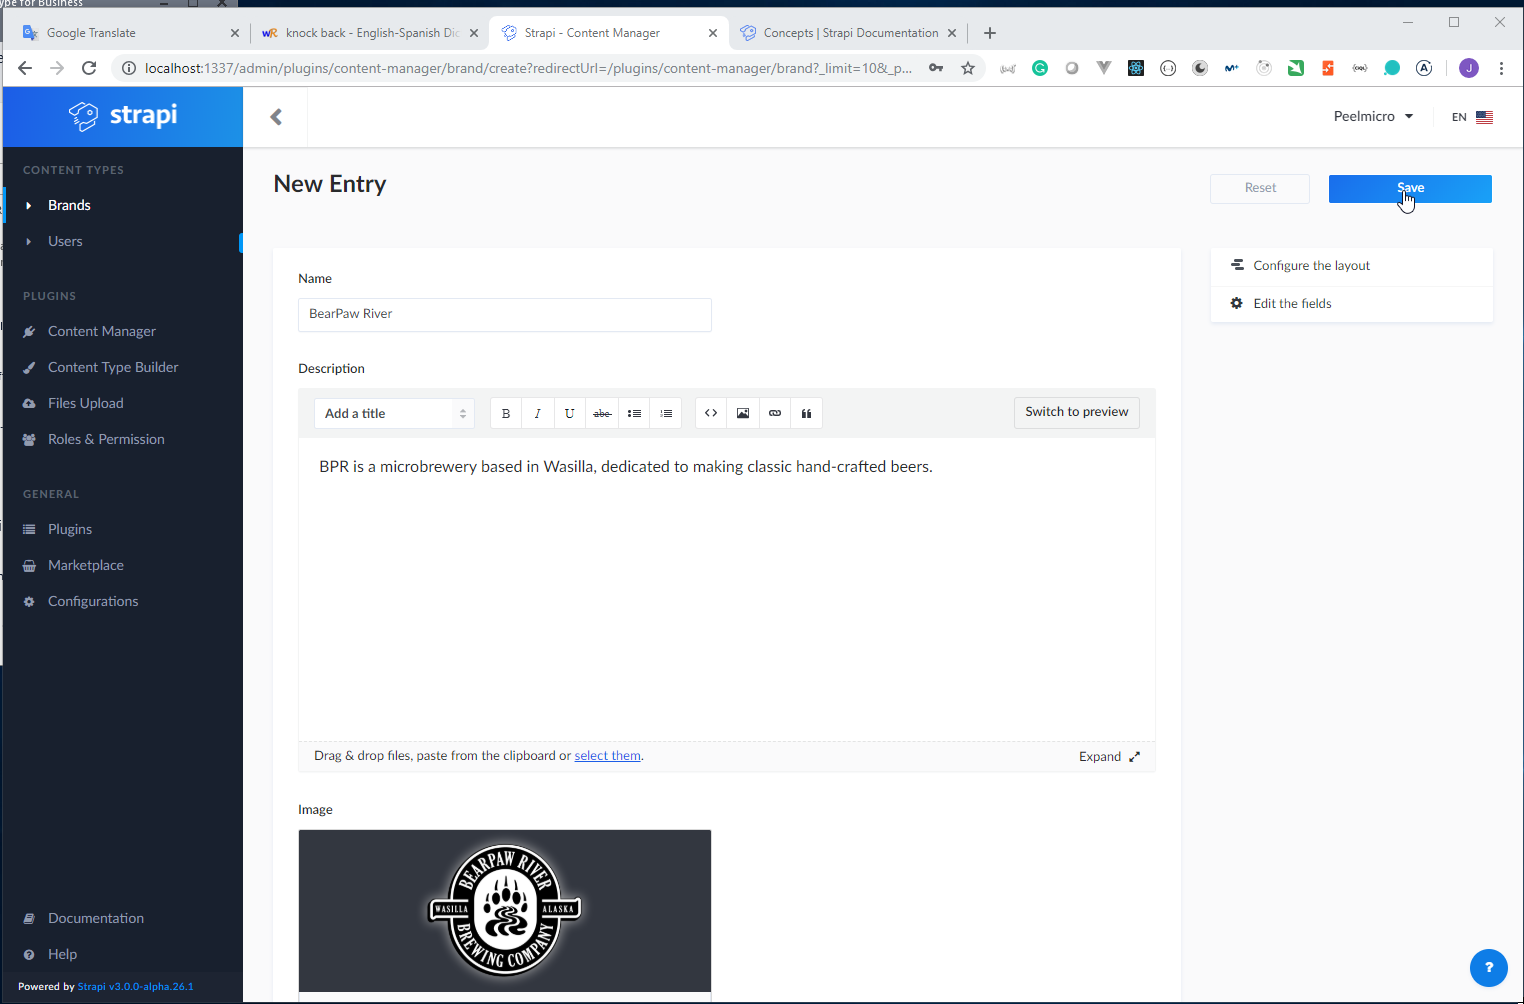 ype for Business
Google Translate
knock back - English-Spanish Dic
Strapi - Content Manager
Concepts | Strapi Documentation
localhost:1337/admin/plugins/content-manager/brand/create?redirectUrl=/plugins/content-manager/brand?_limit=10&_p...
strapi
Peelmicro
EN
CONTENT TYPES
Brands
Users
PLUGINS
Content Manager
Content Type Builder
Files Upload
Roles & Permission
GENERAL
Plugins
Marketplace
Configurations
Documentation
Help
Powered by Strapi v3.0.0-alpha.26.1
New Entry
Reset
Save
Configure the layout
Edit the fields
Name
BearPaw River
Description
Add a title
B I U abc
Switch to preview
BPR is a microbrewery based in Wasilla, dedicated to making classic hand-crafted beers.
Drag & drop files, paste from the clipboard or select them.
Expand
Image
BEARPAW RIVER
WASILLA ALASKA
BREWING COMPANY
?